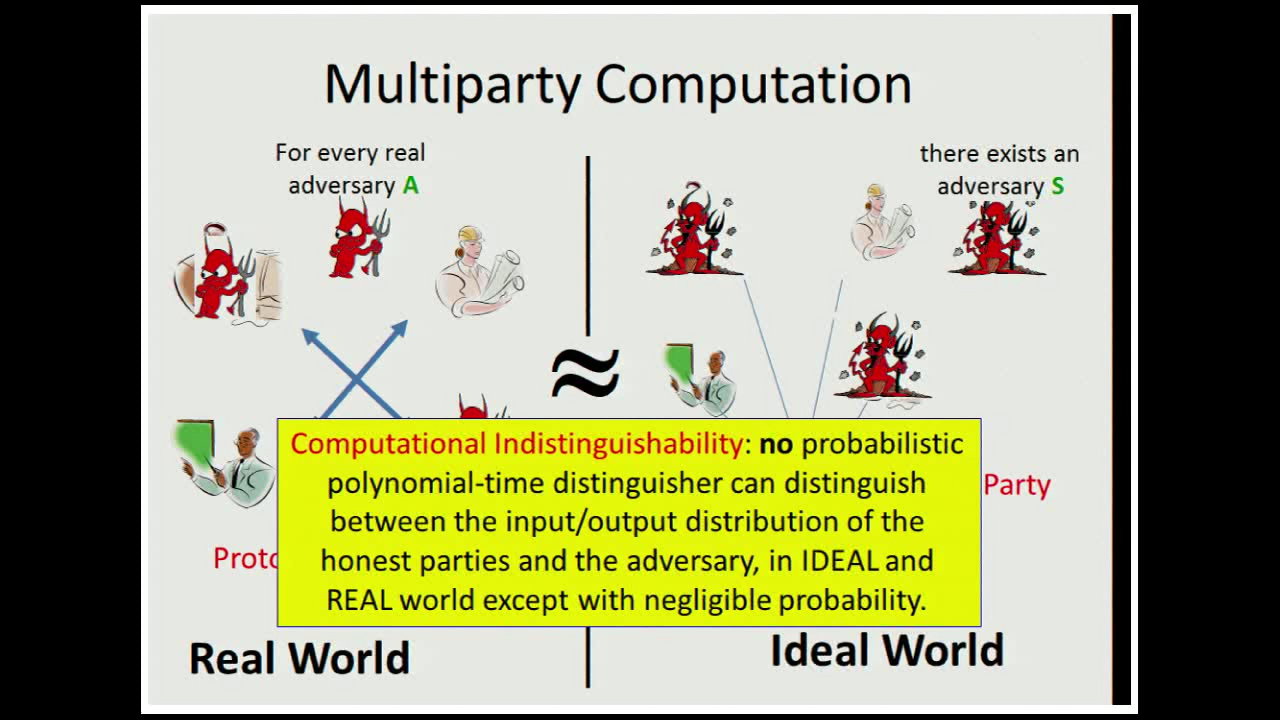 Multiparty Computation
For every real
adversary A
there exists an
adversary S
≈
Computational Indistinguishability: no probabilistic
polynomial-time distinguisher can distinguish
between the input/output distribution of the
honest parties and the adversary, in IDEAL and
REAL world except with negligible probability.
Party
Real World
Ideal World